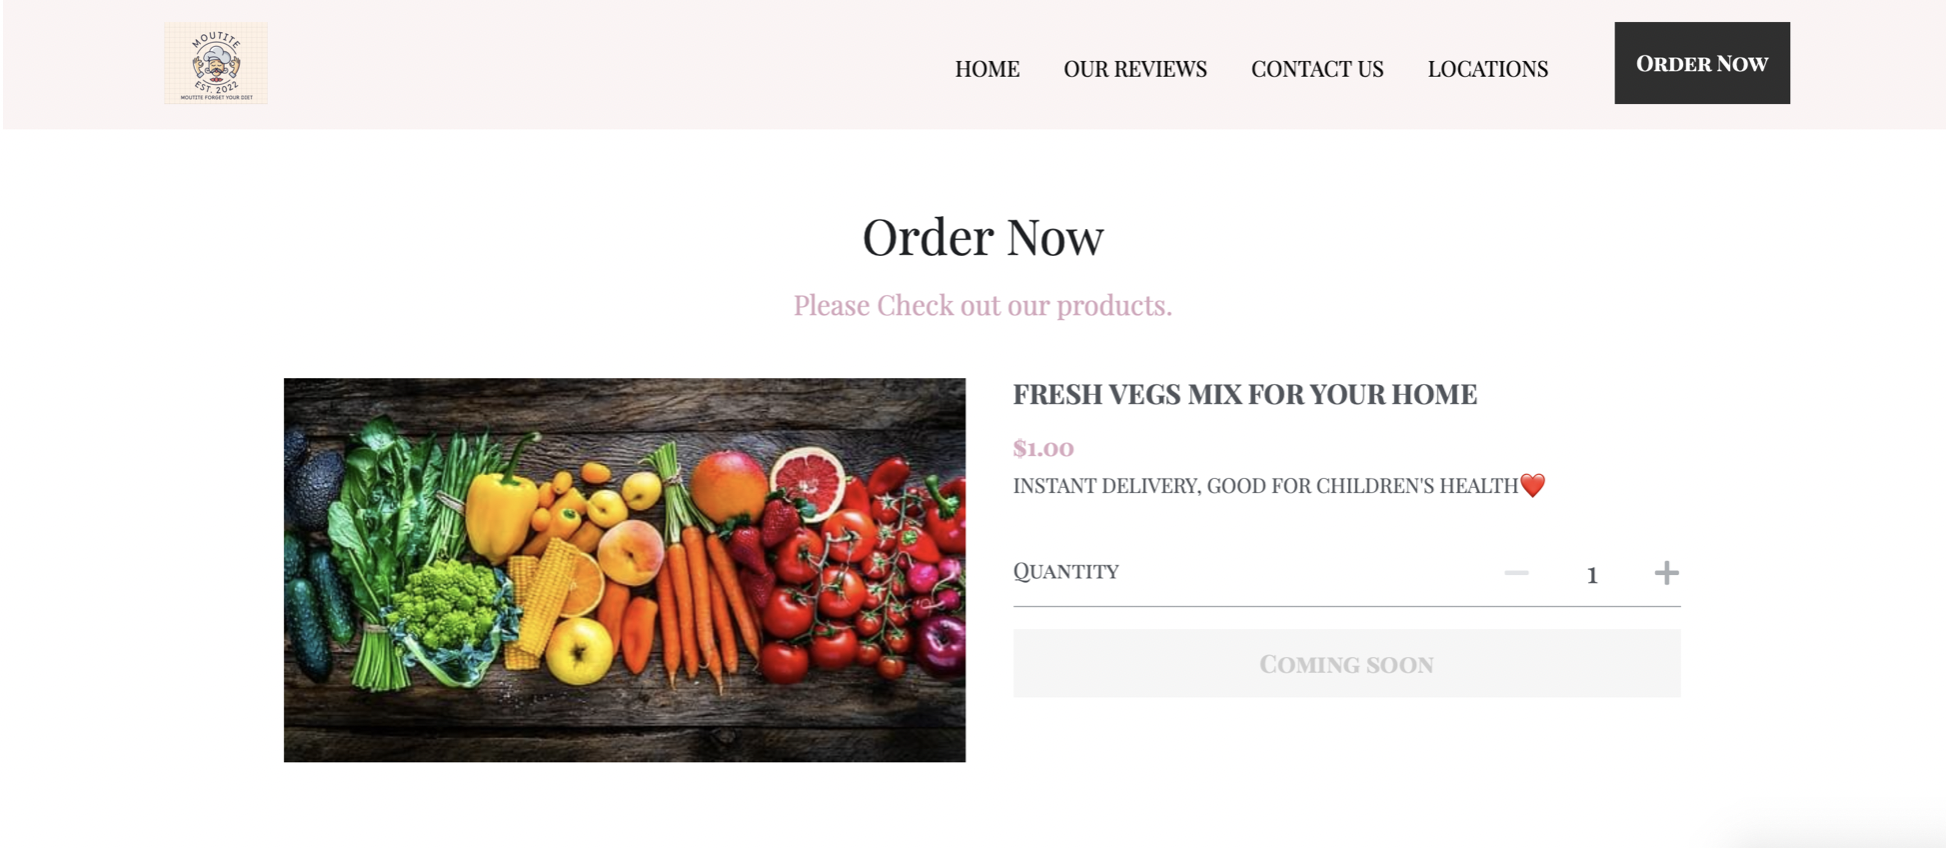 MOUTITE
EST. 2022
MOUTITE FORGET YOUR DIET
HOME
OUR REVIEWS
CONTACT US
LOCATIONS
Order Now
Order Now
Please Check out our products.
FRESH VEGS MIX FOR YOUR HOME
$1.00
INSTANT DELIVERY, GOOD FOR CHILDREN'S HEALTH❤️
Quantity
1
Coming soon